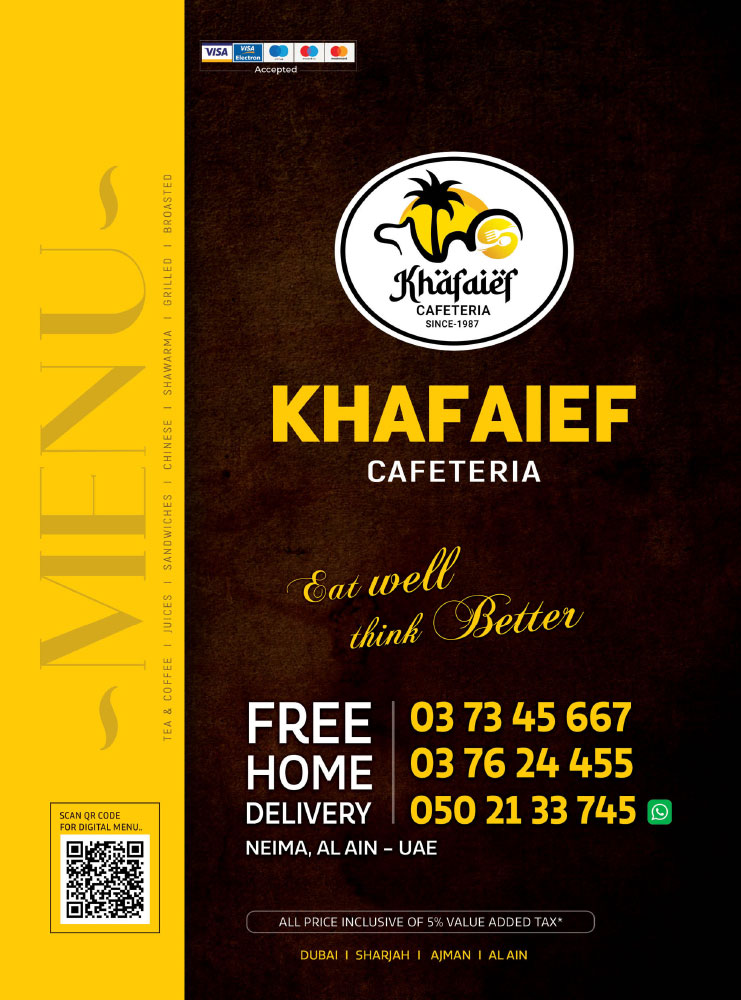 VISA
VISA
Electron
Accepted
Khäfaiëf
CAFETERIA
SINCE-1987
KHAFAIEF
CAFETERIA
Eat well
think Better
FREE
HOME
DELIVERY
03 73 45 667
03 76 24 455
050 21 33 745
NEIMA, AL AIN – UAE
ALL PRICE INCLUSIVE OF 5% VALUE ADDED TAX*
DUBAI I SHARJAH I AJMAN I AL AIN
~MENU~
TEA & COFFEE I JUICES I SANDWICHES I CHINESE I SHAWARMA I GRILLED I BROASTED
SCAN QR CODE
FOR DIGITAL MENU..